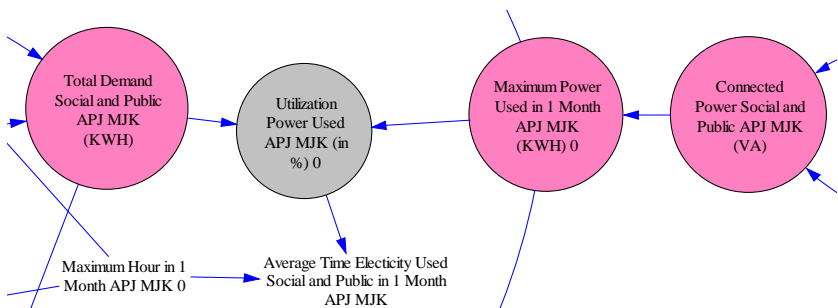 Total Demand
Social and Public
APJ MJK
(KWH)
Utilization
Power Used
APJ MJK (in
%) 0
Maximum Power
Used in 1 Month
APJ MJK
(KWH) 0
Connected
Power Social and
Public APJ MJK
(VA)
Maximum Hour in 1
Month APJ MJK 0
Average Time Electicity Used
Social and Public in 1 Month
APJ MJK